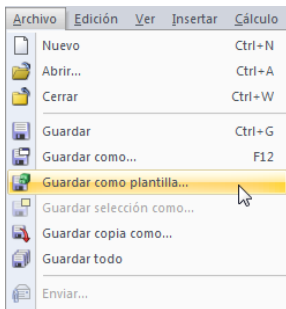 Archivo Edición Ver Insertar Cálculo
Nuevo Ctrl+N
Abrir... Ctrl+A
Cerrar Ctrl+W
Guardar Ctrl+G
Guardar como... F12
Guardar como plantilla...
Guardar selección como...
Guardar copia como...
Guardar todo
Enviar...